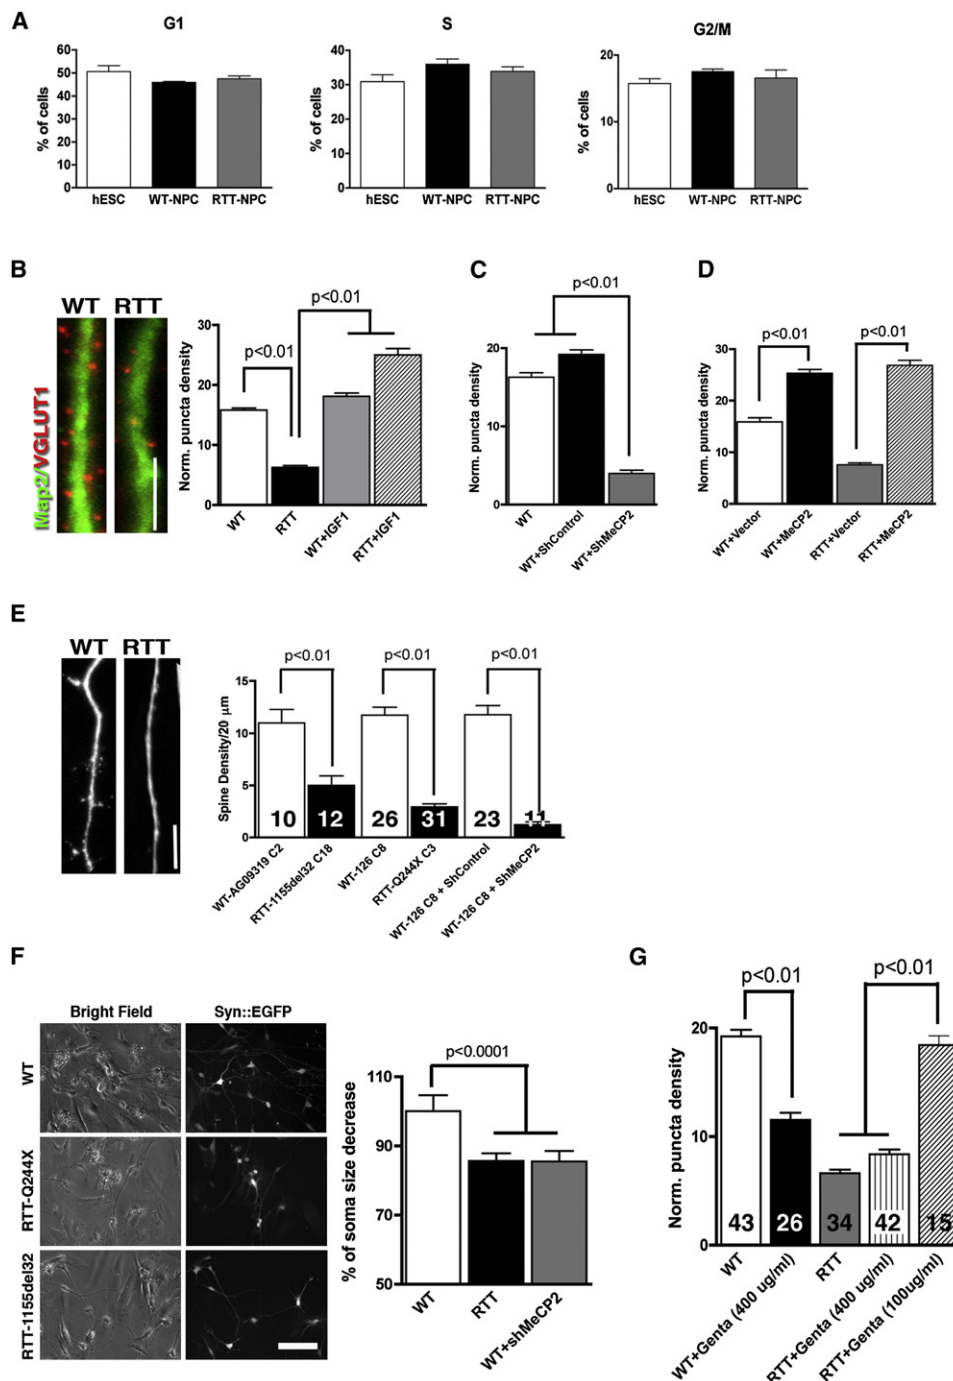 A
G1
% of cells
60
50
40
30
20
10
0
hESC WT-NPC RTT-NPC
S
% of cells
40
30
20
10
0
hESC WT-NPC RTT-NPC
G2/M
% of cells
20
10
0
hESC WT-NPC RTT-NPC
B
WT RTT
Map2/VGLUT1
Norm. puncta density
30
20
10
0
p<0.01
p<0.01
WT
RTT
WT+IGF1
RTT+IGF1
C
Norm. puncta density
20
10
0
p<0.01
WT
WT+ShControl
WT+ShMeCP2
D
Norm. puncta density
30
20
10
0
p<0.01
p<0.01
WT+Vector
WT+MeCP2
RTT+Vector
RTT+MeCP2
E
WT RTT
Spine Density/20 µm
15
10
5
0
p<0.01
p<0.01
p<0.01
10 12 26 31 23 11
WT-AG09319 C2
RTT-1155del32 C18
WT-126 C8
RTT-Q244X C3
WT-126 C8 + ShControl
WT-126 C8 + ShMeCP2
F
Bright Field Syn::EGFP
WT
RTT-Q244X
RTT-1155del32
% of soma size decrease
110
90
70
50
p<0.0001
WT
RTT
WT+shMeCP2
G
Norm. puncta density
20
10
0
p<0.01
p<0.01
43 26 34 42 15
WT
WT+Genta (400 ug/ml)
RTT
RTT+Genta (400 ug/ml)
RTT+Genta (100ug/ml)